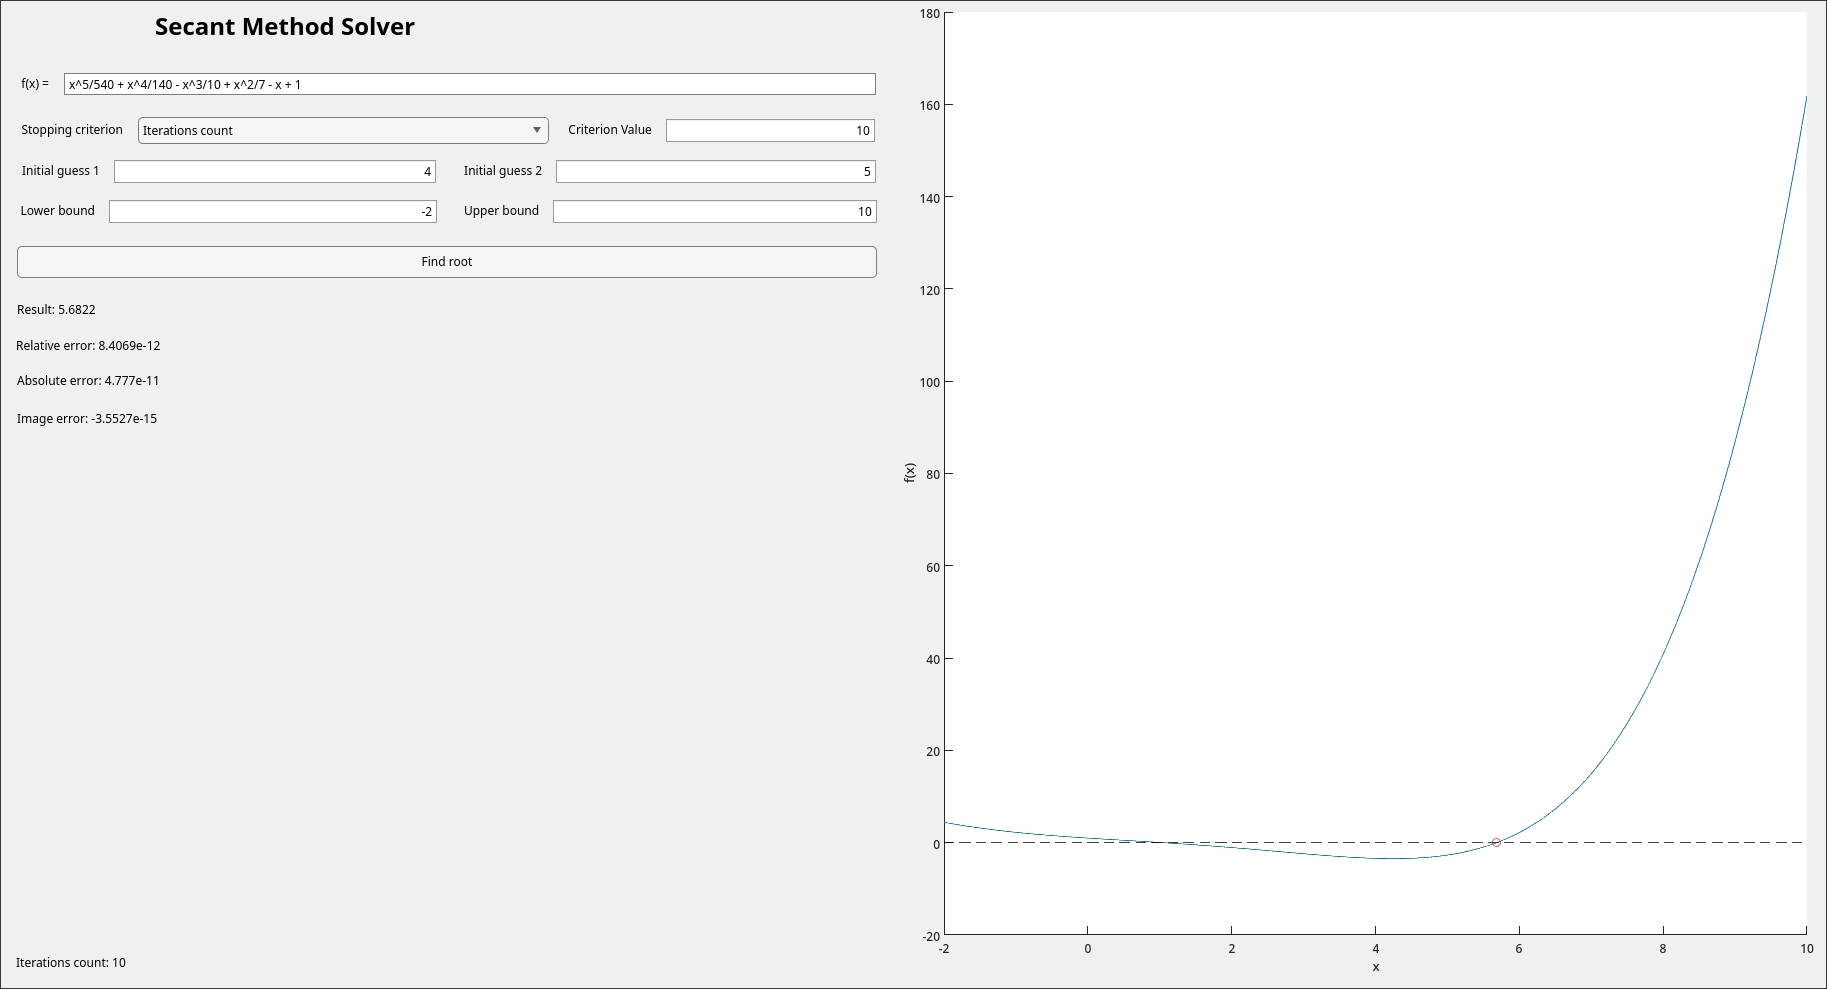 Secant Method Solver
f(x) = x^5/540 + x^4/140 - x^3/10 + x^2/7 - x + 1
Stopping criterion Iterations count Criterion Value 10
Initial guess 1 4 Initial guess 2 5
Lower bound -2 Upper bound 10
Find root
Result: 5.6822
Relative error: 8.4069e-12
Absolute error: 4.777e-11
Image error: -3.5527e-15
Iterations count: 10
180
160
140
120
100
80
60
40
20
0
-20
f(x)
-2 0 2 4 6 8 10
x